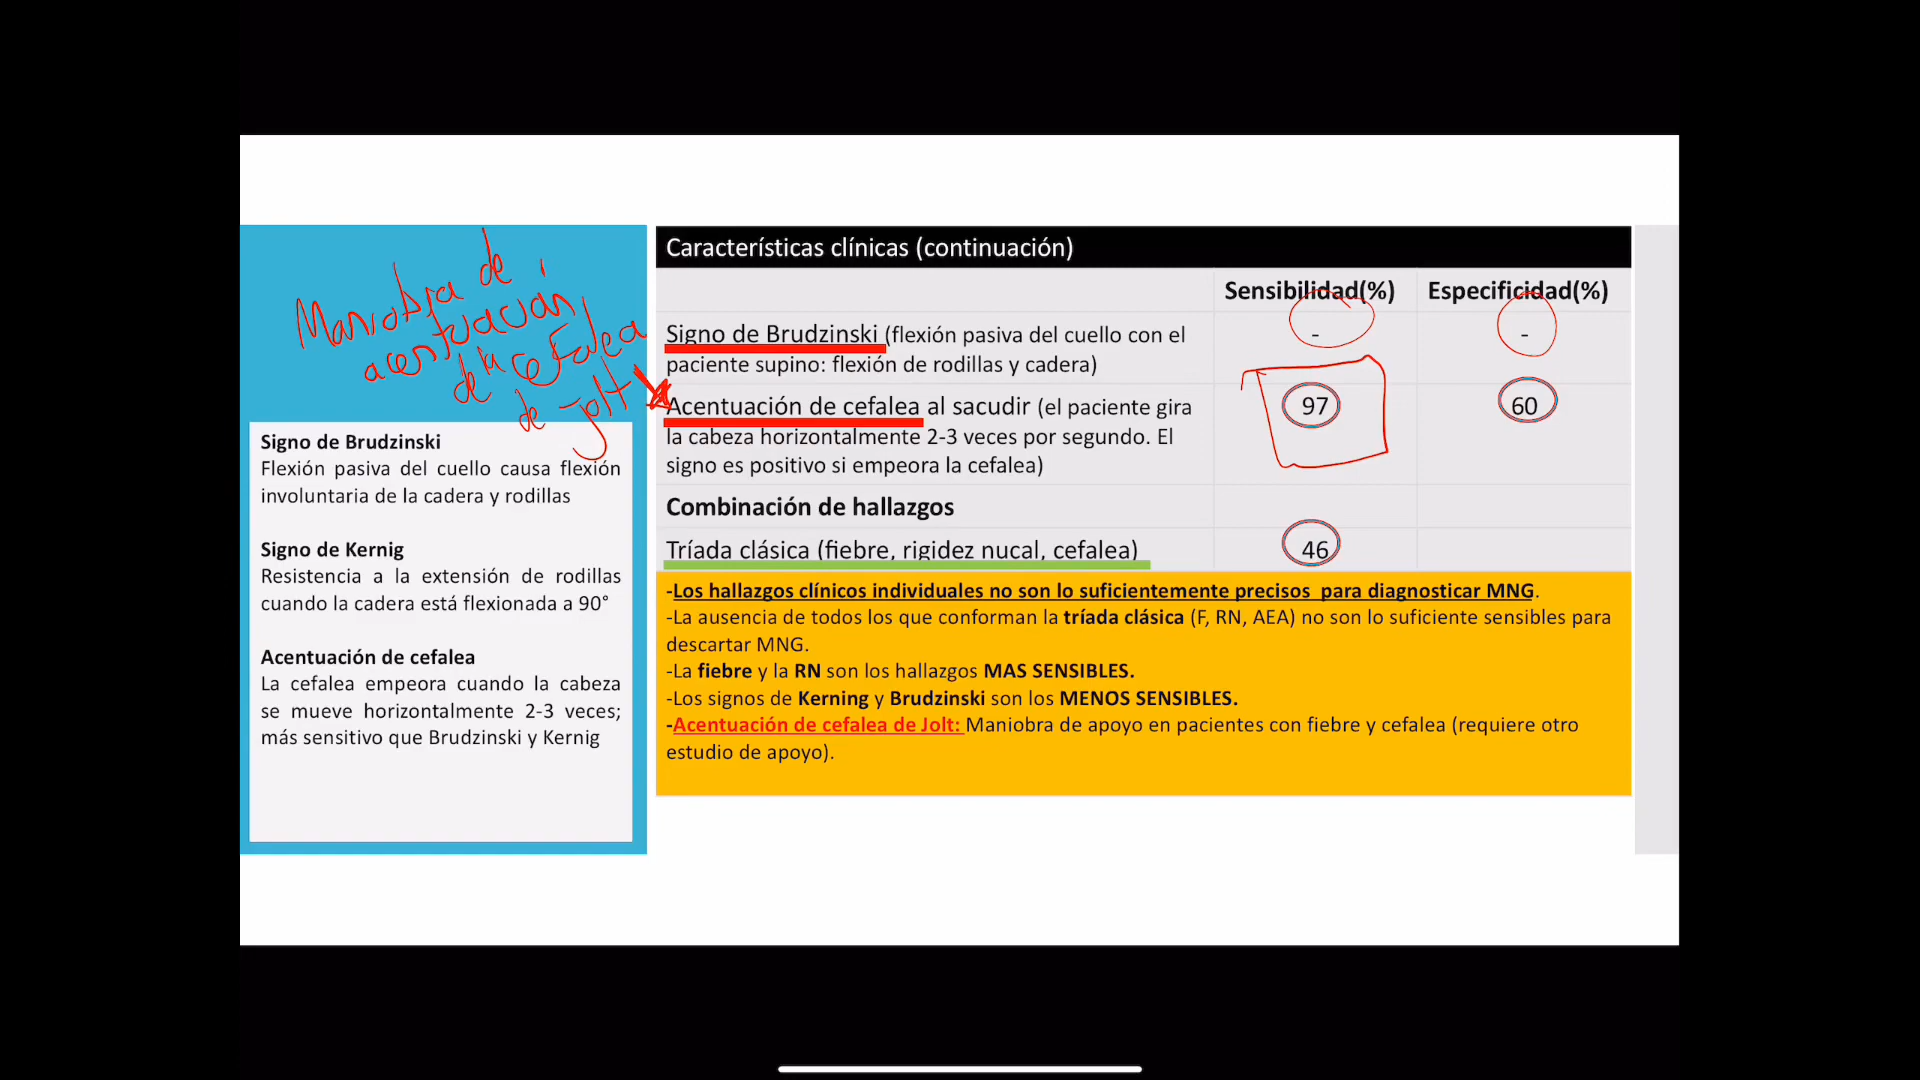 Maniobra de
acentuación
de la cefalea
de jolt
Signo de Brudzinski
Flexión pasiva del cuello causa flexión
involuntaria de la cadera y rodillas
Signo de Kernig
Resistencia a la extensión de rodillas
cuando la cadera está flexionada a 90°
Acentuación de cefalea
La cefalea empeora cuando la cabeza
se mueve horizontalmente 2-3 veces;
más sensitivo que Brudzinski y Kernig
Características clínicas (continuación)
Sensibilidad(%) Especificidad(%)
Signo de Brudzinski (flexión pasiva del cuello con el - -
paciente supino: flexión de rodillas y cadera)
Acentuación de cefalea al sacudir (el paciente gira 97 60
la cabeza horizontalmente 2-3 veces por segundo. El
signo es positivo si empeora la cefalea)
Combinación de hallazgos
Tríada clásica (fiebre, rigidez nucal, cefalea) 46
-Los hallazgos clínicos individuales no son lo suficientemente precisos para diagnosticar MNG.
-La ausencia de todos los que conforman la tríada clásica (F, RN, AEA) no son lo suficiente sensibles para
descartar MNG.
-La fiebre y la RN son los hallazgos MAS SENSIBLES.
-Los signos de Kerning y Brudzinski son los MENOS SENSIBLES.
-Acentuación de cefalea de Jolt: Maniobra de apoyo en pacientes con fiebre y cefalea (requiere otro
estudio de apoyo).